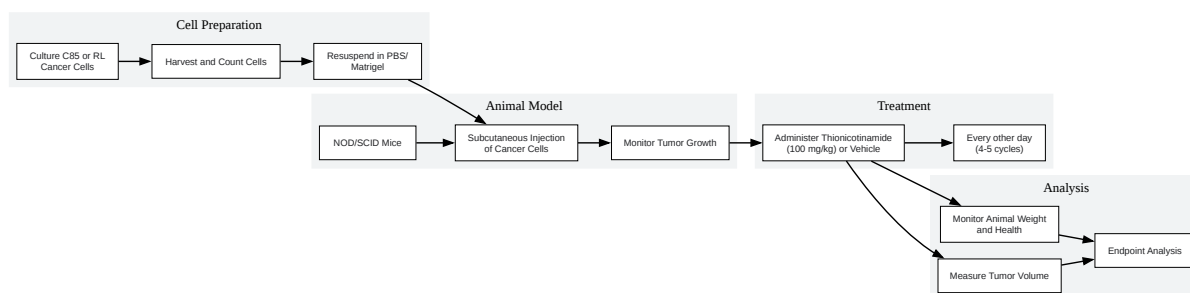 Cell Preparation
Culture C85 or RL
Cancer Cells
Harvest and Count Cells
Resuspend in PBS/
Matrigel
Animal Model
NOD/SCID Mice
Subcutaneous Injection
of Cancer Cells
Monitor Tumor Growth
Treatment
Administer Thionicotinamide
(100 mg/kg) or Vehicle
Every other day
(4-5 cycles)
Analysis
Monitor Animal Weight
and Health
Measure Tumor Volume
Endpoint Analysis